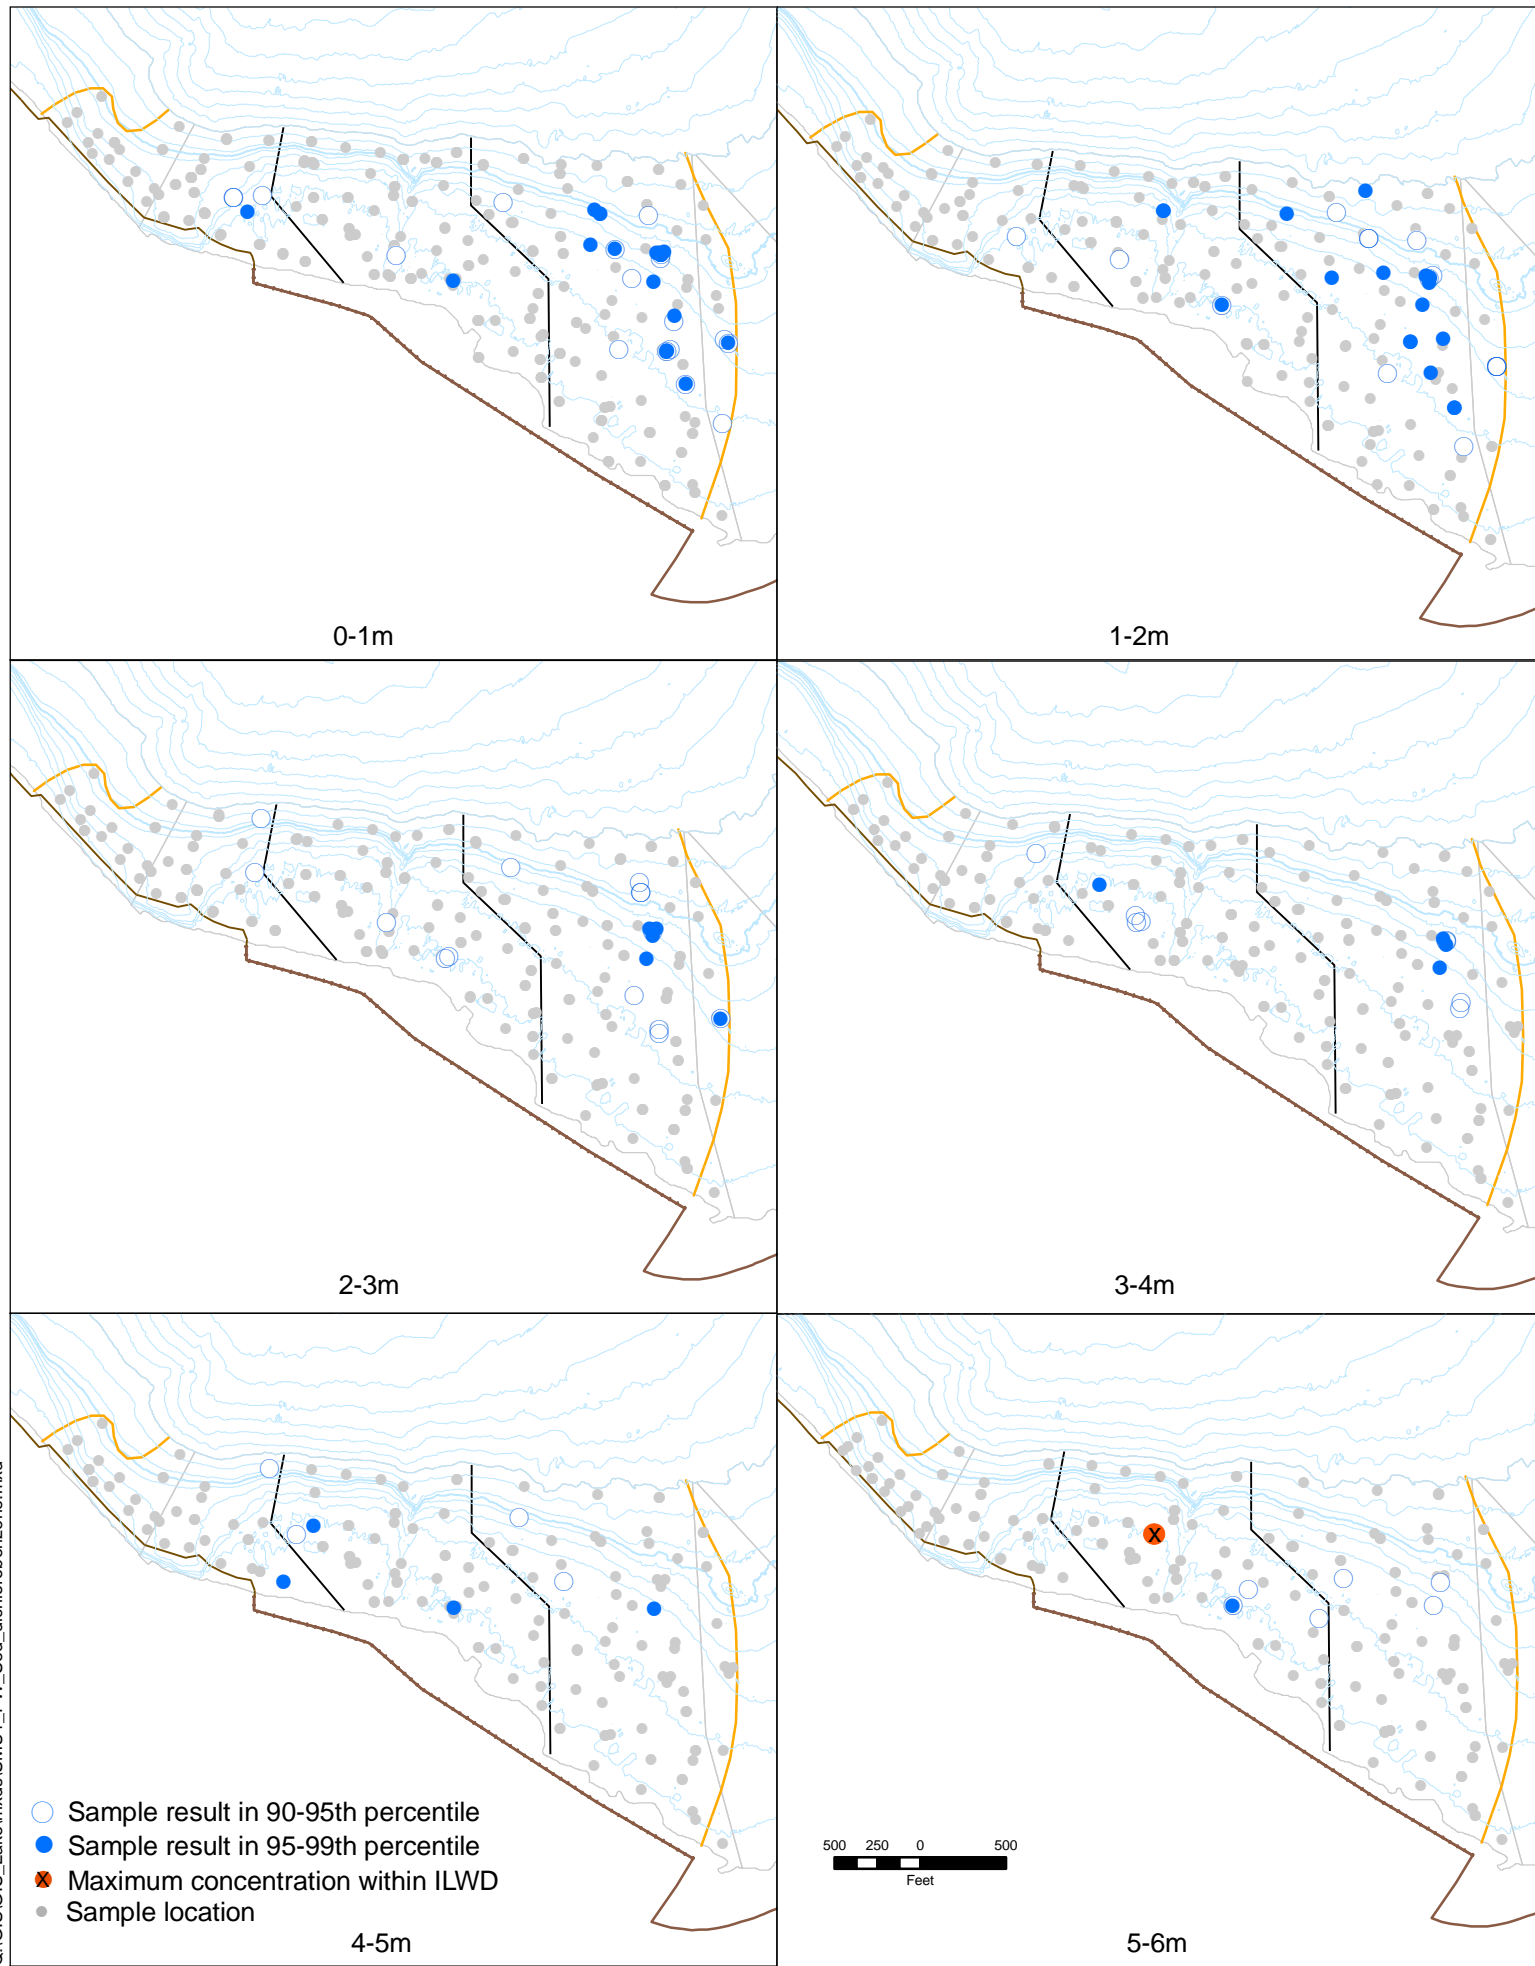 0-1m
1-2m
2-3m
3-4m
Sample result in 90-95th percentile
Sample result in 95-99th percentile
X Maximum concentration within ILWD
Sample location
4-5m
X
500 250 0 500
Feet
5-6m